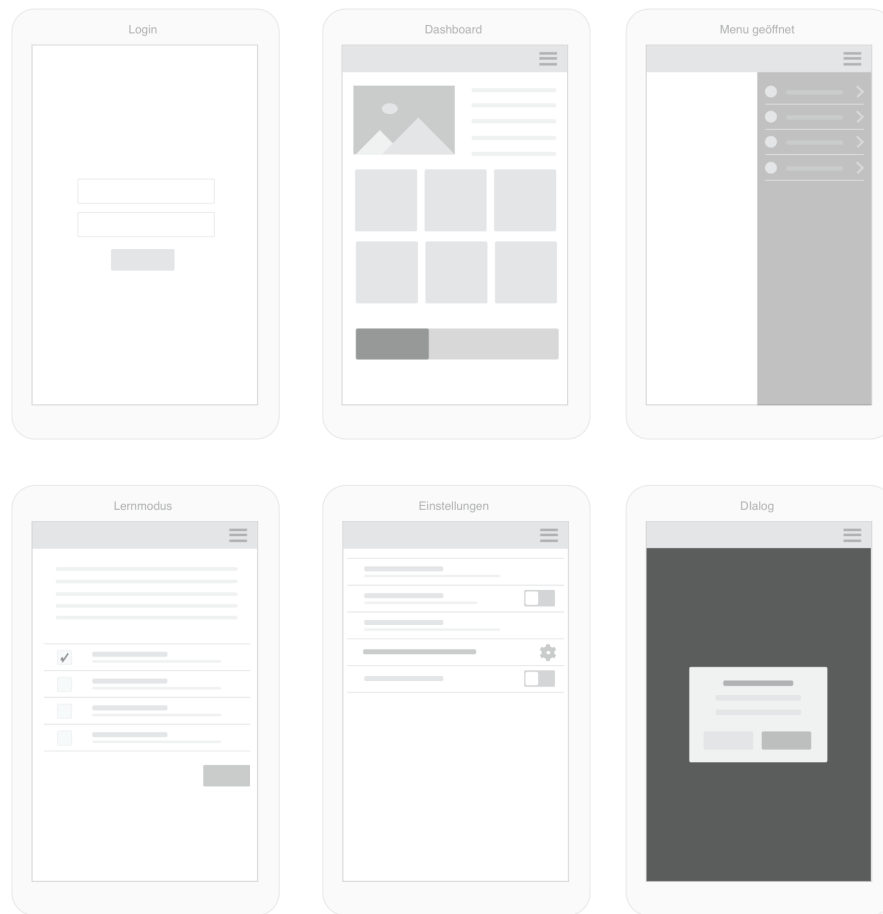 Login
Dashboard
Menu geöffnet
Lernmodus
Einstellungen
DIalog